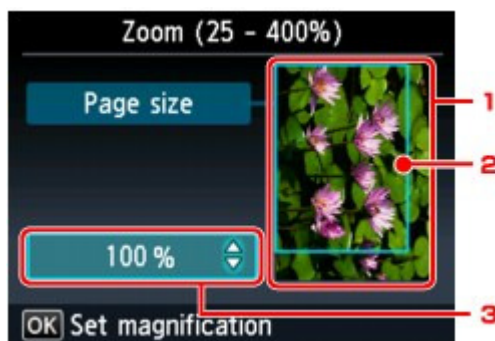 Zoom (25 - 400%)
Page size
1
2
100 %
3
OK Set magnification